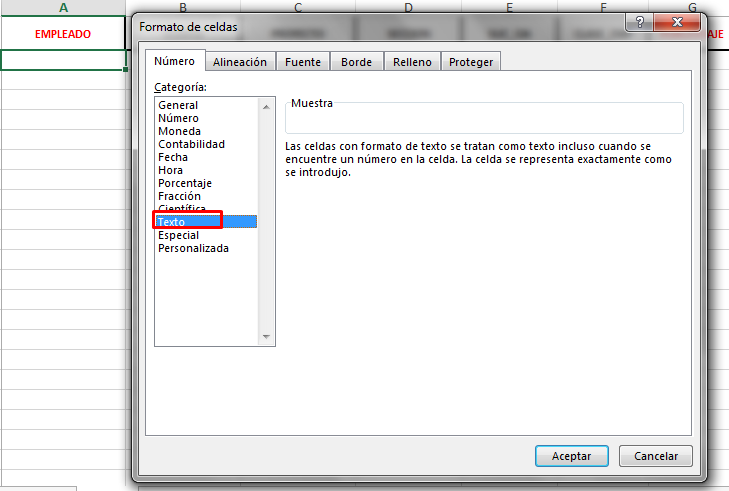 A B C D E F G
EMPLEADO
AJE
Formato de celdas
?
Número Alineación Fuente Borde Relleno Proteger
Categoría:
General
Número
Moneda
Contabilidad
Fecha
Hora
Porcentaje
Fracción
Científica
Texto
Especial
Personalizada
Muestra
Las celdas con formato de texto se tratan como texto incluso cuando se
encuentre un número en la celda. La celda se representa exactamente como
se introdujo.
Aceptar Cancelar